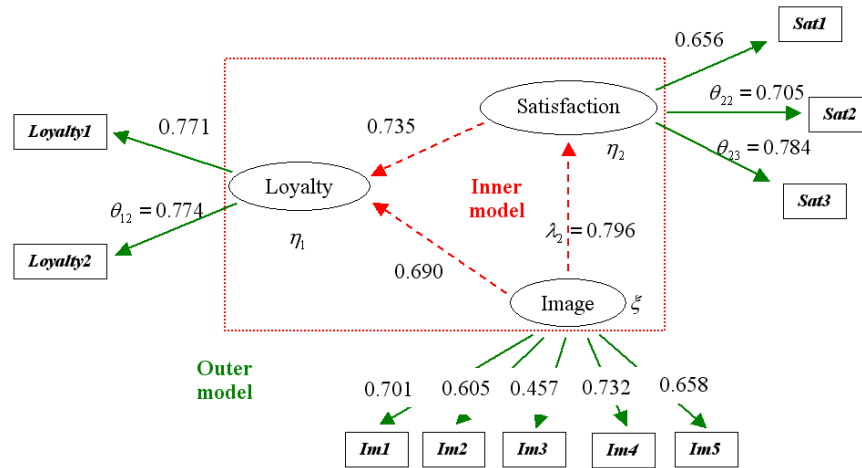 Sat1
0.656
Satisfaction
θ22 = 0.705
Sat2
Loyalty1
0.771
0.735
η2
θ23 = 0.784
Loyalty
Inner
model
Sat3
θ12 = 0.774
η1
λ2 = 0.796
Loyalty2
0.690
Image
ξ
Outer
model
0.701
0.605
0.457
0.732
0.658
Im1
Im2
Im3
Im4
Im5